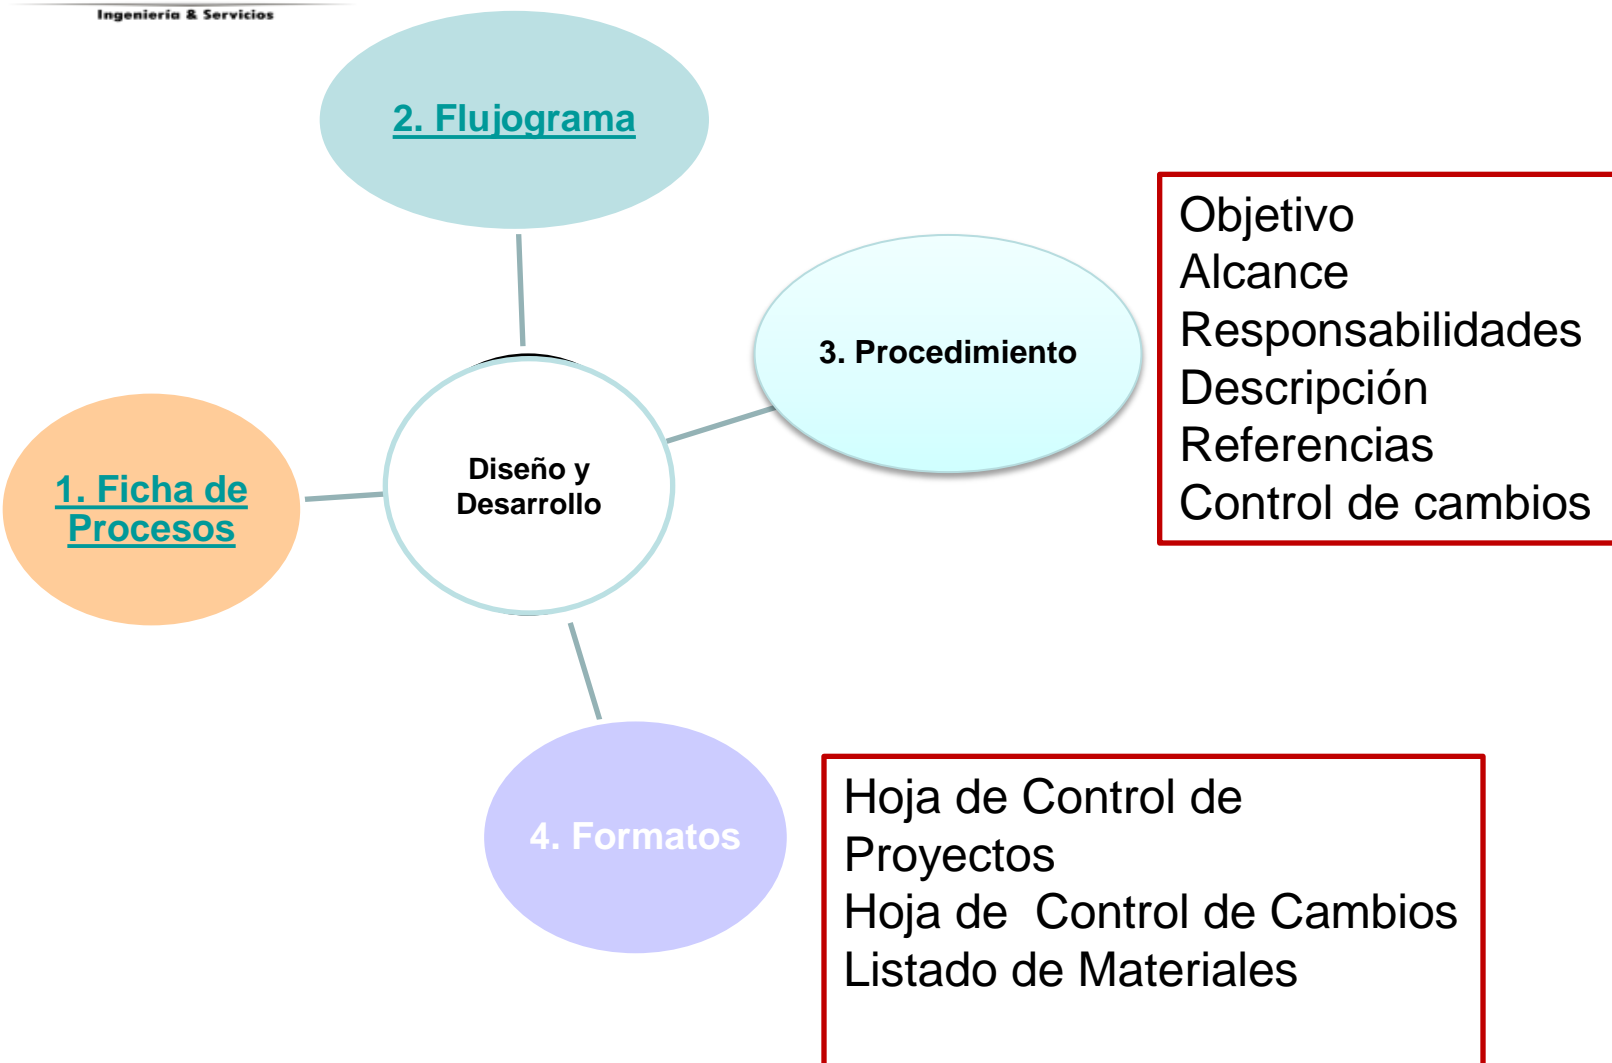 Ingeniería & Servicios
2. Flujograma
3. Procedimiento
Objetivo
Alcance
Responsabilidades
Descripción
Referencias
Control de cambios
1. Ficha de
Procesos
Diseño y
Desarrollo
4. Formatos
Hoja de Control de
Proyectos
Hoja de  Control de Cambios
Listado de Materiales